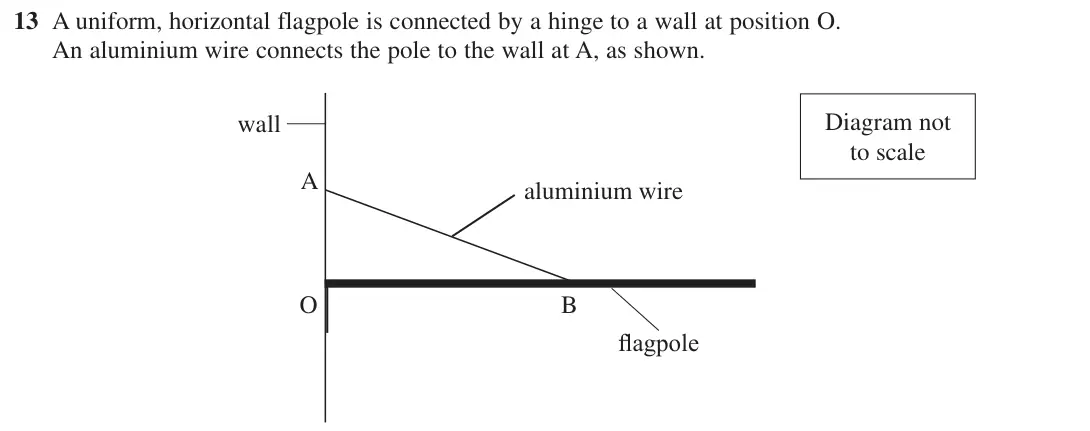 13 A uniform, horizontal flagpole is connected by a hinge to a wall at position O.
An aluminium wire connects the pole to the wall at A, as shown.
wall
Diagram not
to scale
A
aluminium wire
O
B
flagpole